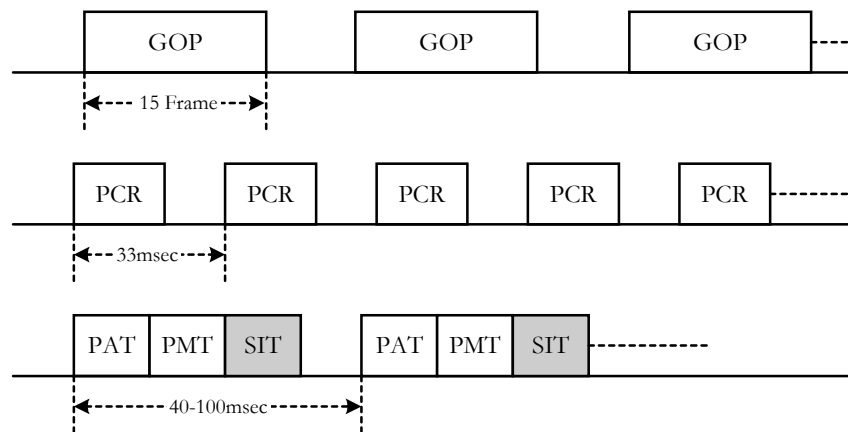 GOP GOP GOP
15 Frame
PCR PCR PCR PCR PCR
33msec
PAT PMT SIT PAT PMT SIT
40-100msec